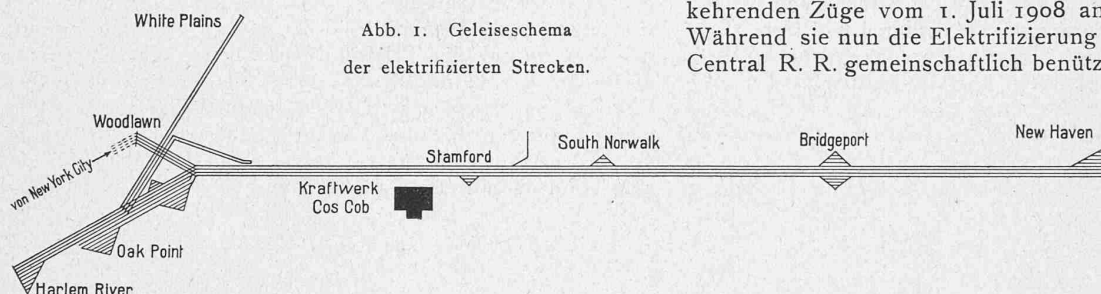 kehrenden Züge vom 1. Juli 1908 an
Während sie nun die Elektrifizierung
Central R. R. gemeinschaftlich benütz
Abb. 1. Geleiseschema
der elektrifizierten Strecken.
White Plains
Woodlawn
von New York City
Stamford
South Norwalk
Bridgeport
New Haven
Kraftwerk
Cos Cob
Oak Point
Harlem River